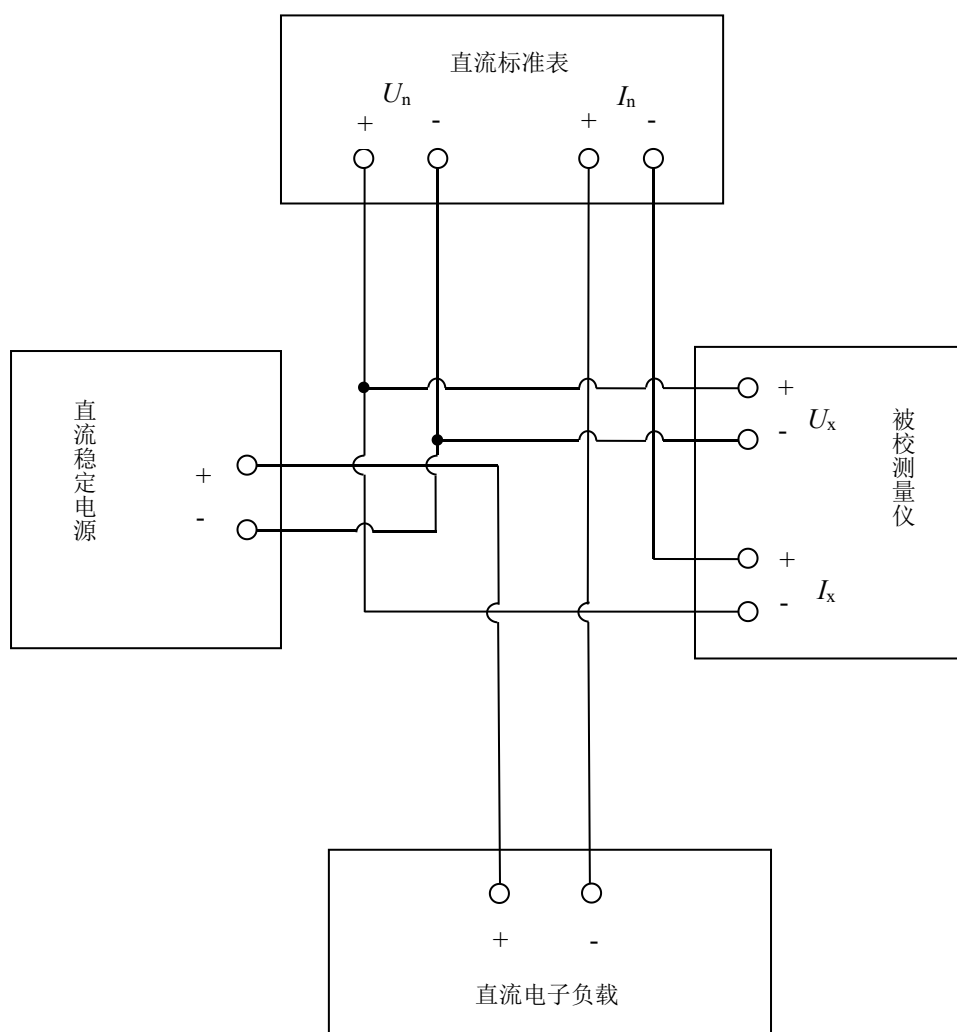 直流标准表
Un In
+ - + -
直流稳定电源
+
-
+
Ux
-
+
Ix
-
被校测量仪
+ -
直流电子负载